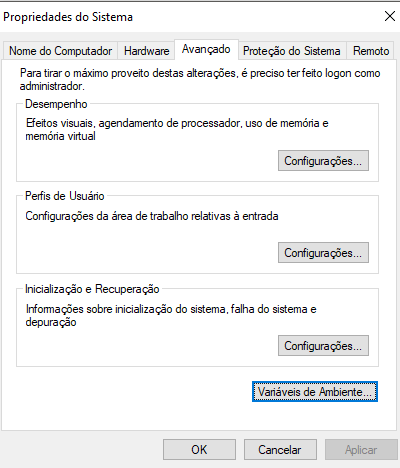 Propriedades do Sistema
Nome do Computador
Hardware
Avançado
Proteção do Sistema
Remoto
Para tirar o máximo proveito destas alterações, é preciso ter feito logon como
administrador.
Desempenho
Efeitos visuais, agendamento de processador, uso de memória e
memória virtual
Configurações...
Perfis de Usuário
Configurações da área de trabalho relativas à entrada
Configurações...
Inicialização e Recuperação
Informações sobre inicialização do sistema, falha do sistema e
depuração
Configurações...
Variáveis de Ambiente...
OK
Cancelar
Aplicar